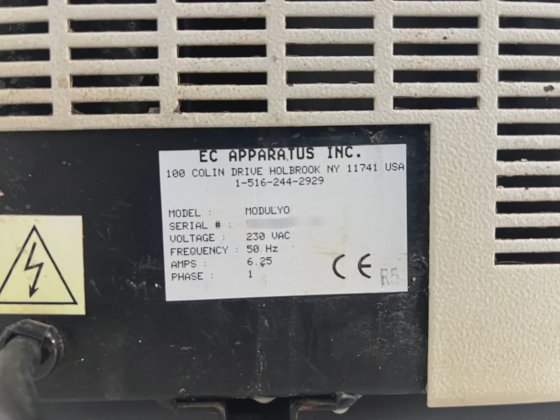 EC APPARATUS INC.
100 COLIN DRIVE HOLBROOK NY 11741 USA
1-516-244-2929
MODEL : MODULYO
SERIAL # :
VOLTAGE : 230 VAC
FREQUENCY : 50 Hz
AMPS : 6.25
PHASE : 1
CE
R5